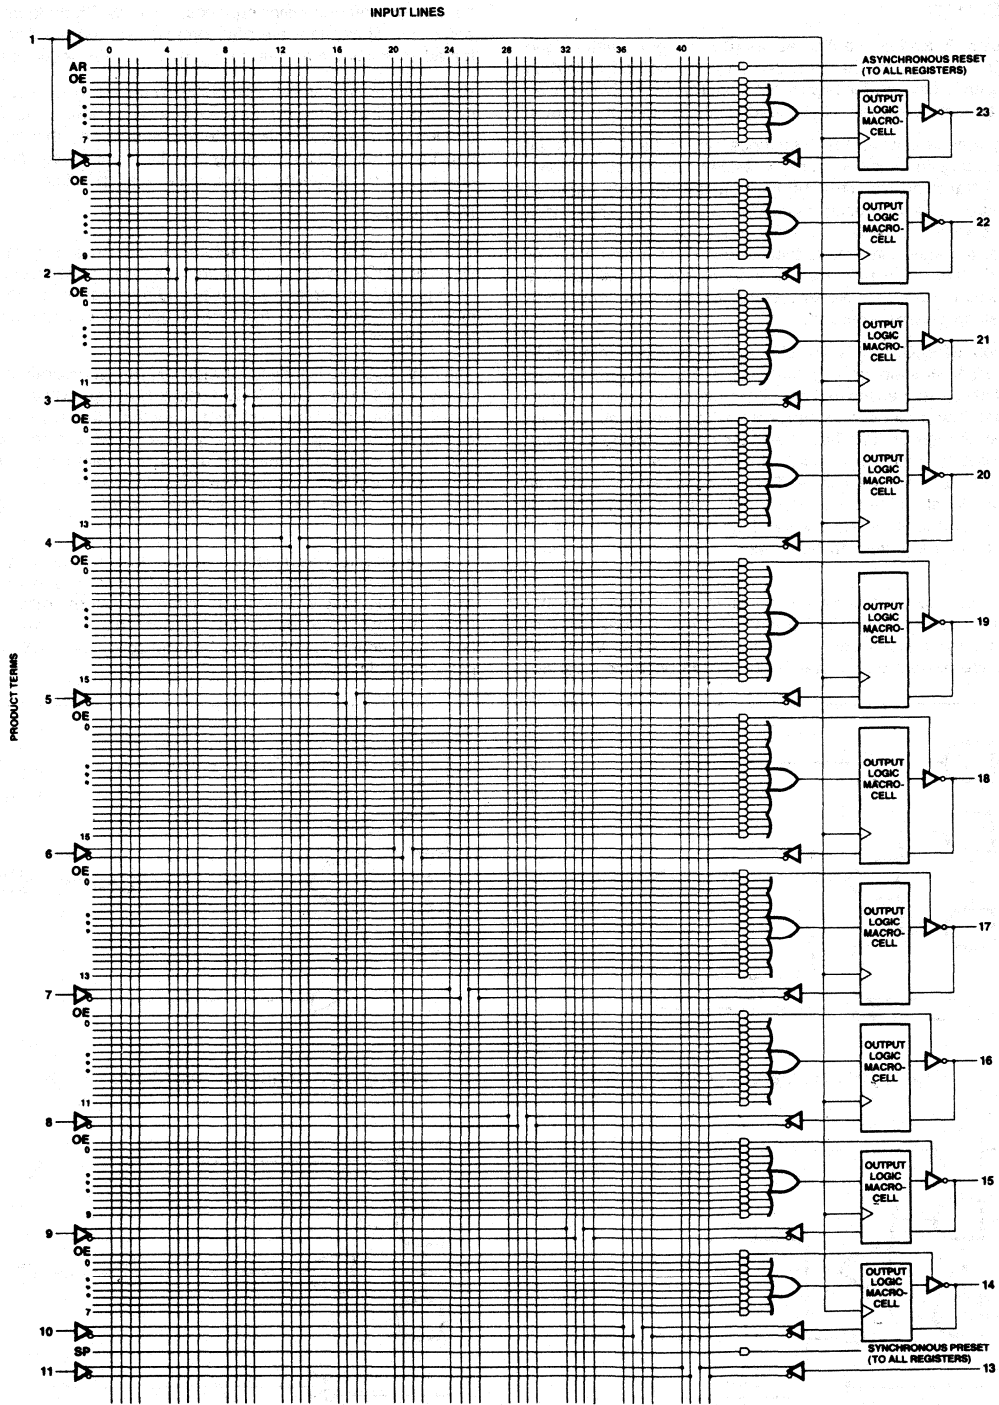 INPUT LINES
1
0 4 8 12 16 20 24 28 32 36 40
AR
ASYNCHRONOUS RESET
(TO ALL REGISTERS)
OE
0
7
OUTPUT
LOGIC
MACRO-
CELL
23
OE
0
9
OUTPUT
LOGIC
MACRO-
CELL
22
2
OE
0
11
OUTPUT
LOGIC
MACRO-
CELL
21
3
OE
0
13
OUTPUT
LOGIC
MACRO-
CELL
20
4
OE
0
15
OUTPUT
LOGIC
MACRO-
CELL
19
5
PRODUCT TERMS
OE
0
15
OUTPUT
LOGIC
MACRO-
CELL
18
6
OE
0
13
OUTPUT
LOGIC
MACRO-
CELL
17
7
OE
0
11
OUTPUT
LOGIC
MACRO-
CELL
16
8
OE
0
9
OUTPUT
LOGIC
MACRO-
CELL
15
9
OE
0
7
OUTPUT
LOGIC
MACRO-
CELL
14
10
SP
SYNCHRONOUS PRESET
(TO ALL REGISTERS)
11
13